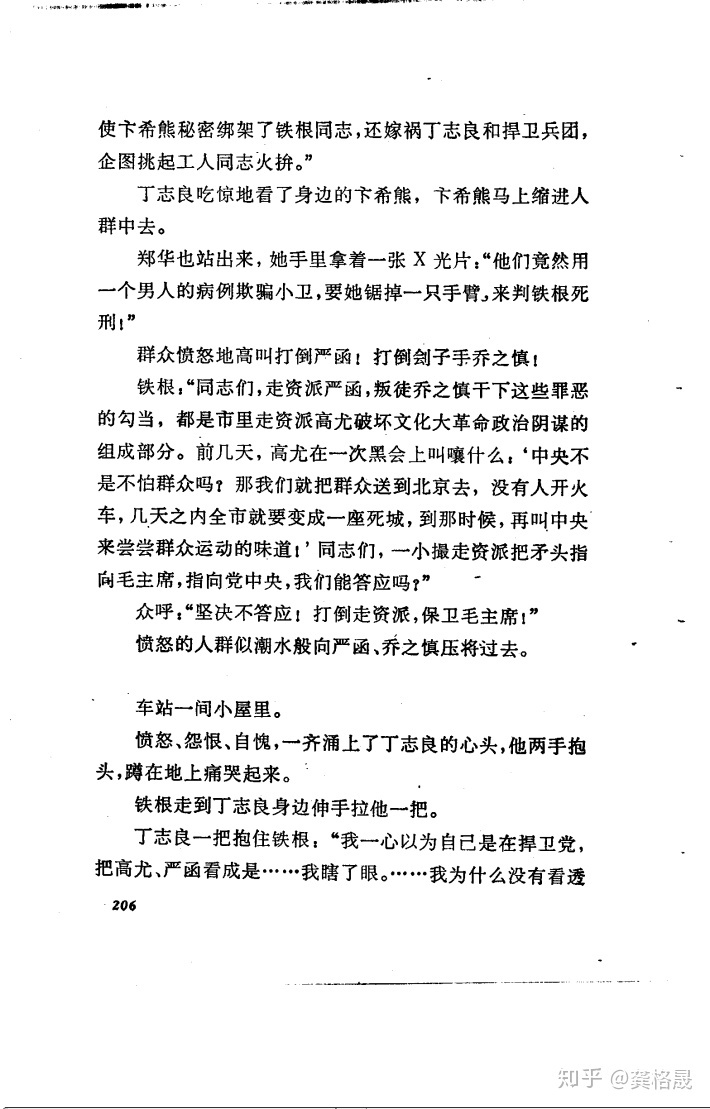 使卞希熊秘密绑架了铁根同志，还嫁祸丁志良和捍卫兵团，
企图挑起工人同志火拚。”
丁志良吃惊地看了身边的卞希熊，卞希熊马上缩进人
群中去。
郑华也站出来，她手里拿着一张 X 光片：“他们竟然用
一个男人的病例欺骗小卫，要她锯掉一只手臂，来判铁根死
刑！”
群众愤怒地高叫打倒严函！打倒刽子手乔之慎！
铁根：“同志们，走资派严函，叛徒乔之慎干下这些罪恶
的勾当，都是市里走资派高尤破坏文化大革命政治阴谋的
组成部分。前几天，高尤在一次黑会上叫嚷什么：‘中央不
是不怕群众吗？那我们就把群众送到北京去，没有人开火
车，几天之内全市就要变成一座死城，到那时候，再叫中央
来尝尝群众运动的味道！’同志们，一小撮走资派把矛头指
向毛主席，指向党中央，我们能答应吗？”
众呼：“坚决不答应！打倒走资派，保卫毛主席！”
愤怒的人群似潮水般向严函、乔之慎压将过去。
车站一间小屋里。
愤怒、怨恨、自愧，一齐涌上了丁志良的心头，他两手抱
头，蹲在地上痛哭起来。
铁根走到丁志良身边伸手拉他一把。
丁志良一把抱住铁根：“我一心以为自己是在捍卫党，
把高尤、严函看成是……我瞎了眼。……我为什么没有看透
206
知乎 @龚格晟